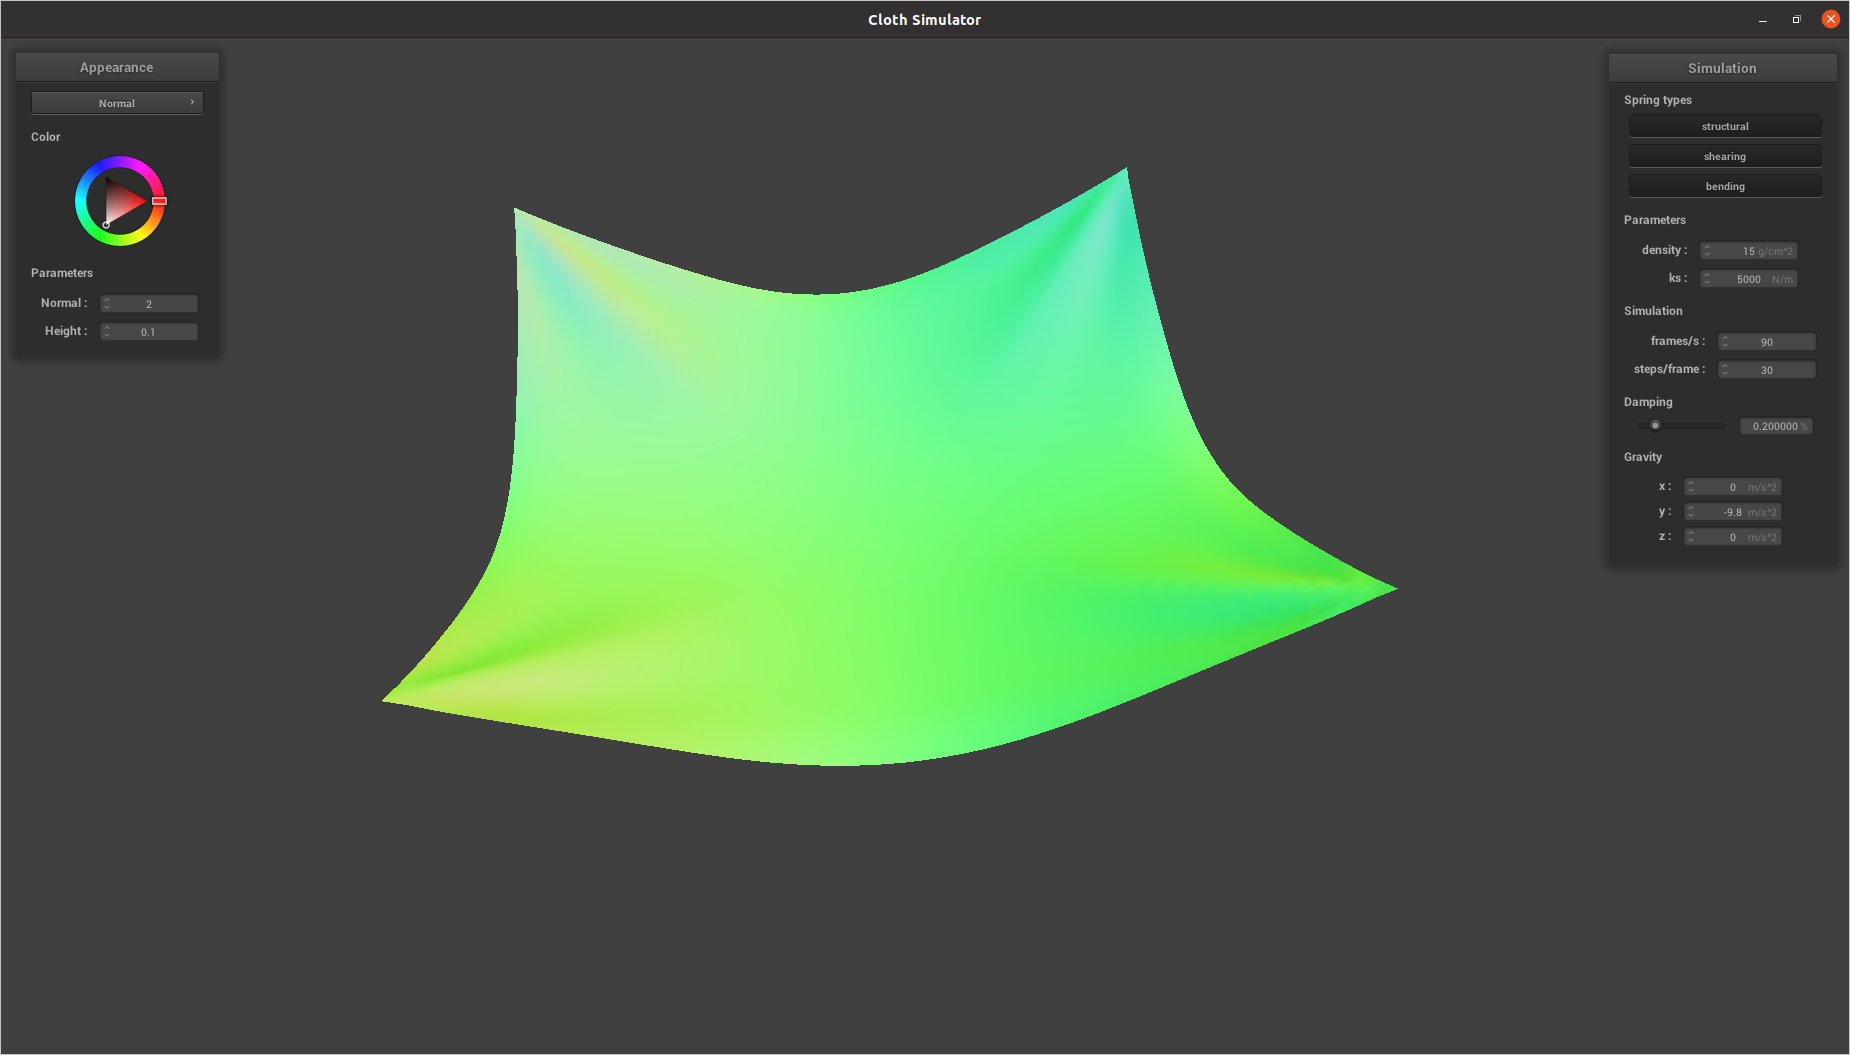 Cloth Simulator
Appearance
Normal
Color
Parameters
Normal : 2
Height : 0.1
Simulation
Spring types
structural
shearing
bending
Parameters
density : 15 g/cm^2
ks : 5000 N/m
Simulation
frames/s : 90
steps/frame : 30
Damping
0.200000 %
Gravity
x : 0 m/s^2
y : -9.8 m/s^2
z : 0 m/s^2